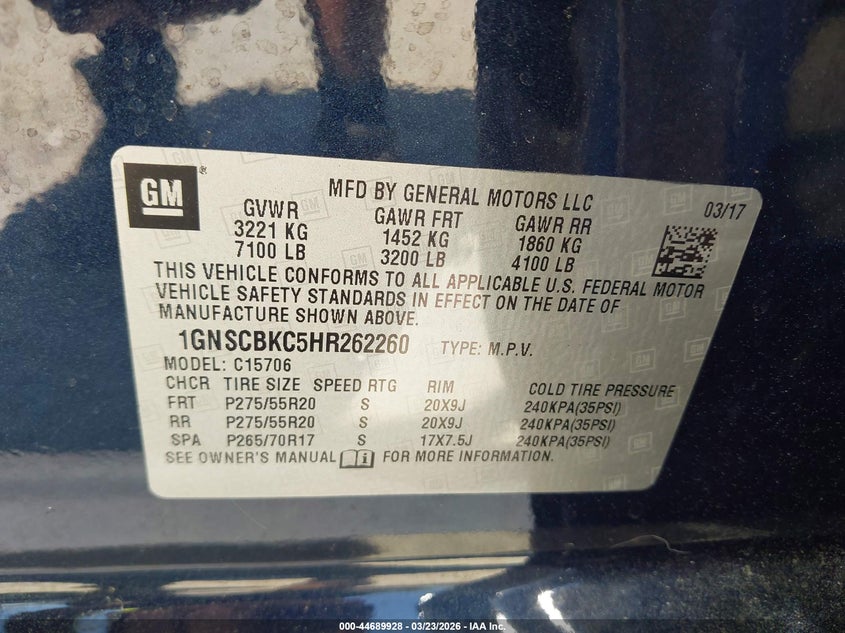 GM ®
MFD BY GENERAL MOTORS LLC
03/17
GVWR GAWR FRT GAWR RR
3221 KG 1452 KG 1860 KG
7100 LB 3200 LB 4100 LB
THIS VEHICLE CONFORMS TO ALL APPLICABLE U.S. FEDERAL MOTOR
VEHICLE SAFETY STANDARDS IN EFFECT ON THE DATE OF
MANUFACTURE SHOWN ABOVE.
1GNSCBKC5HR262260 TYPE: M.P.V.
MODEL: C15706
CHCR TIRE SIZE SPEED RTG RIM COLD TIRE PRESSURE
FRT P275/55R20 S 20X9J 240KPA(35PSI)
RR P275/55R20 S 20X9J 240KPA(35PSI)
SPA P265/70R17 S 17X7.5J 240KPA(35PSI)
SEE OWNER'S MANUAL FOR MORE INFORMATION.
000-44689928 - 03/23/2026 - IAA Inc.